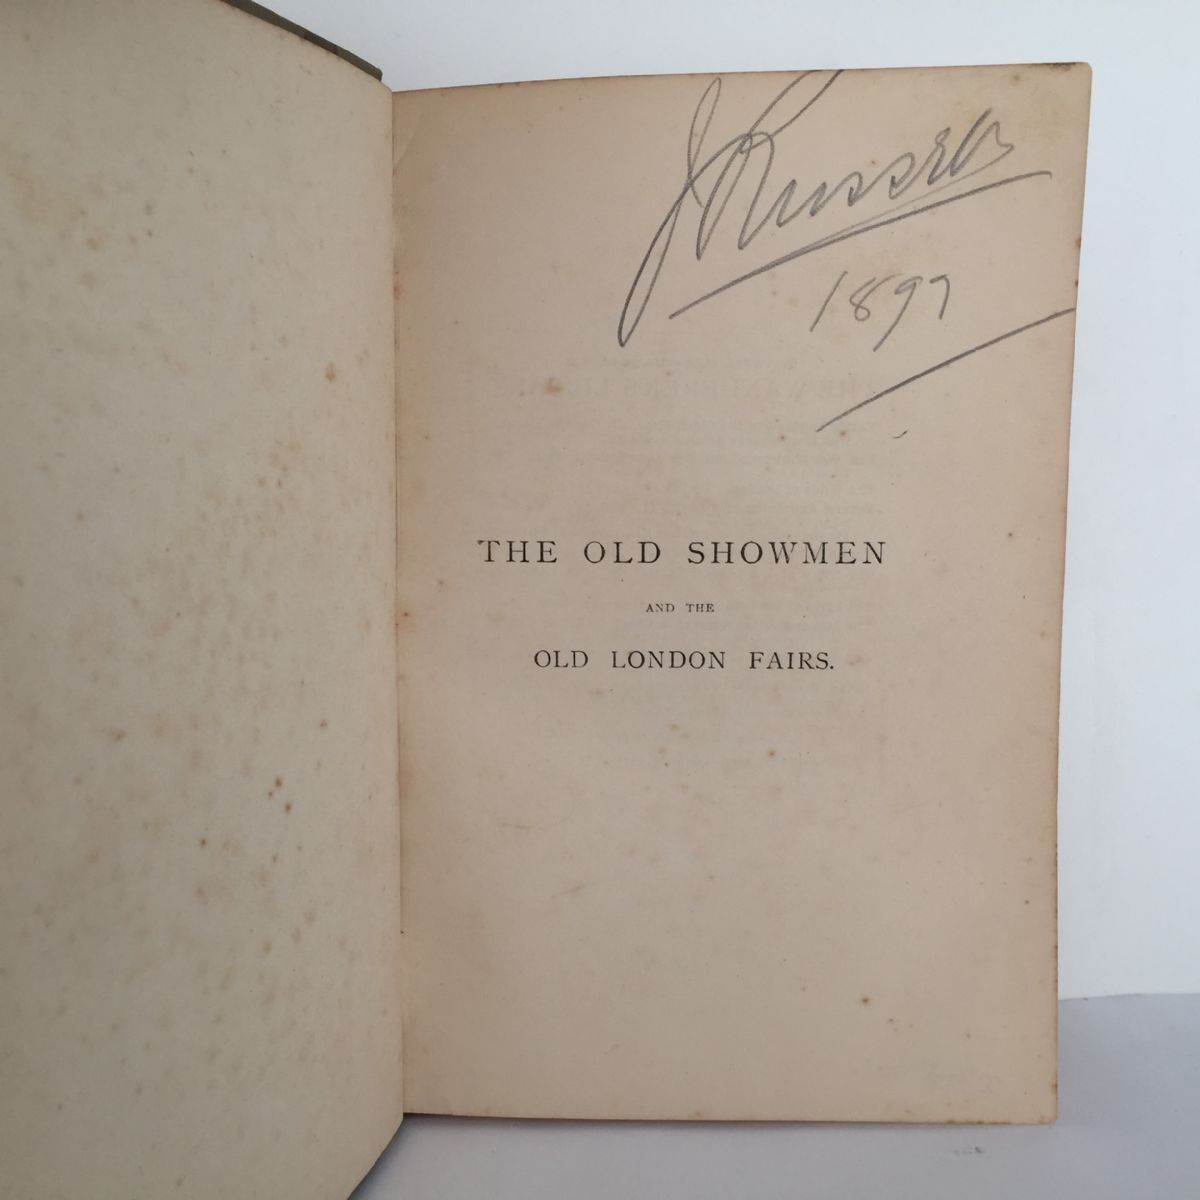 J Russell
1897
THE OLD SHOWMEN
AND THE
OLD LONDON FAIRS.